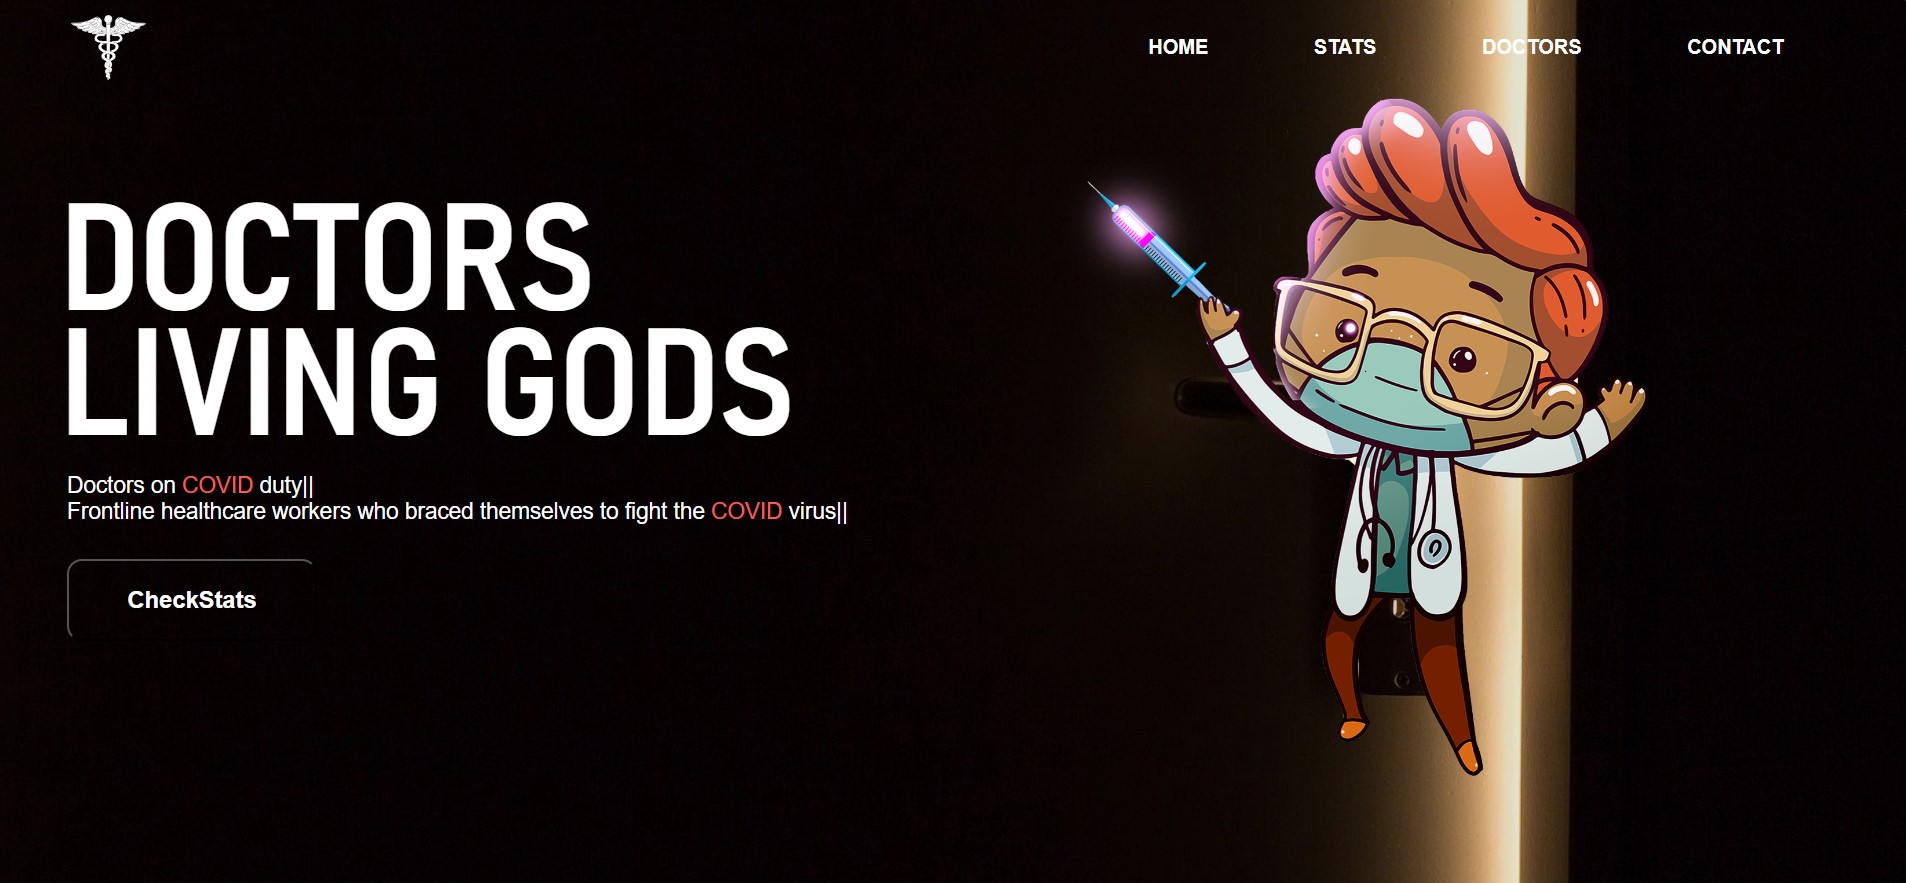 HOME STATS DOCTORS CONTACT
DOCTORS
LIVING GODS
Doctors on COVID duty||
Frontline healthcare workers who braced themselves to fight the COVID virus||
CheckStats